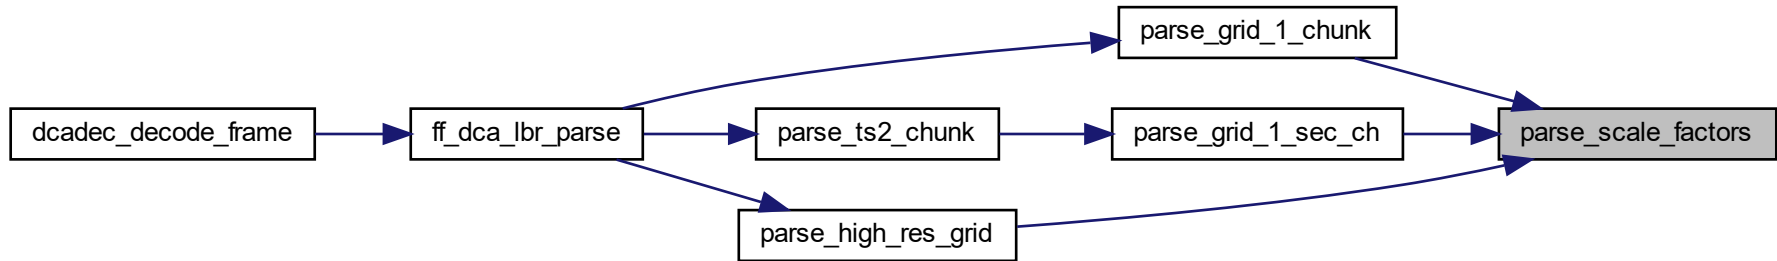 parse_grid_1_chunk
dcadec_decode_frame
ff_dca_lbr_parse
parse_ts2_chunk
parse_grid_1_sec_ch
parse_scale_factors
parse_high_res_grid